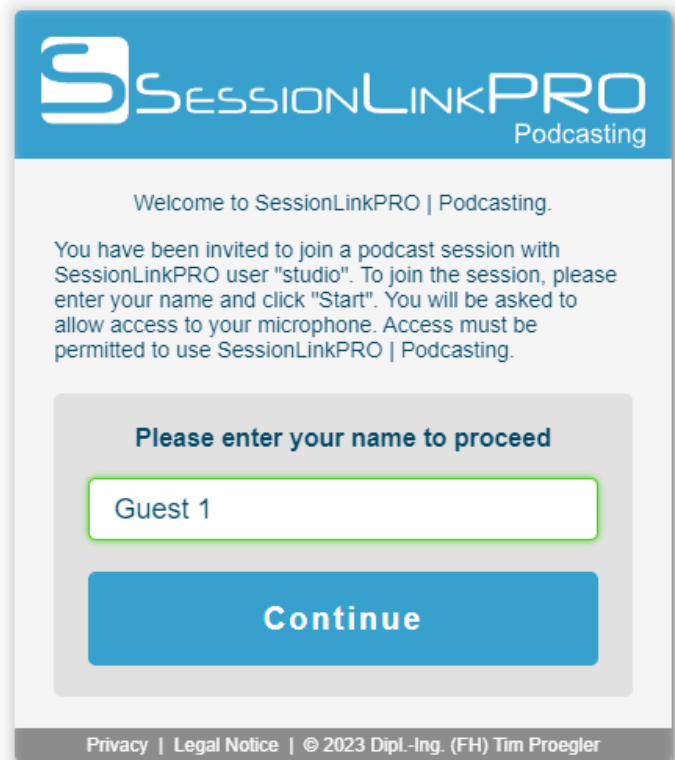 SESSIONLINKPRO
Podcasting
Welcome to SessionLinkPRO | Podcasting.
You have been invited to join a podcast session with
SessionLinkPRO user "studio". To join the session, please
enter your name and click "Start". You will be asked to
allow access to your microphone. Access must be
permitted to use SessionLinkPRO | Podcasting.
Please enter your name to proceed
Guest 1
Continue
Privacy | Legal Notice | © 2023 Dipl.-Ing. (FH) Tim Proegler